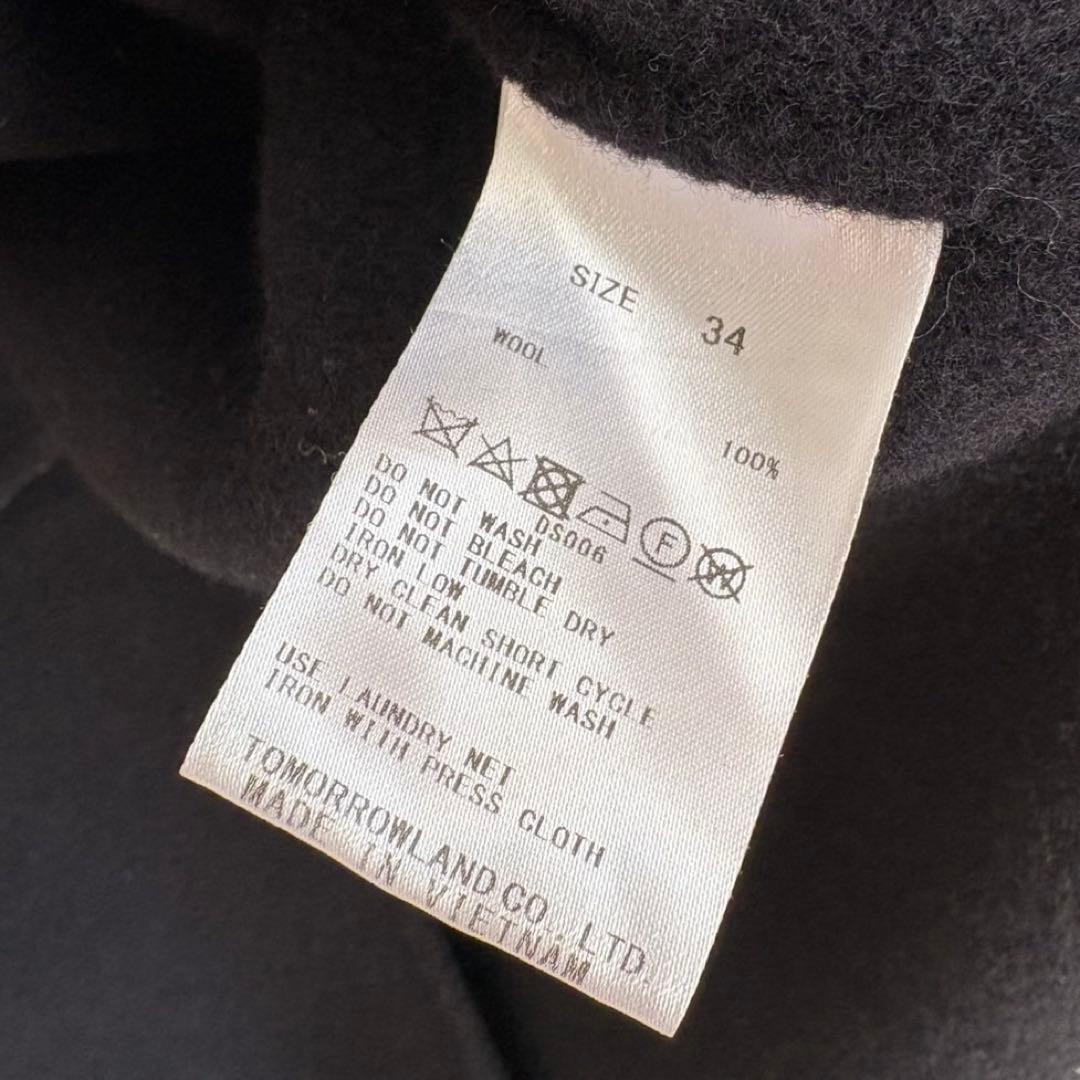 SIZE 34
WOOL 100%
F
W
DS006
DO NOT WASH
DO NOT BLEACH
DO NOT TUMBLE DRY
IRON LOW
DRY CLEAN SHORT CYCLE
DO NOT MACHINE WASH
USE LAUNDRY NET
IRON WITH PRESS CLOTH
TOMORROWLAND CO., LTD.
MADE IN VIETNAM